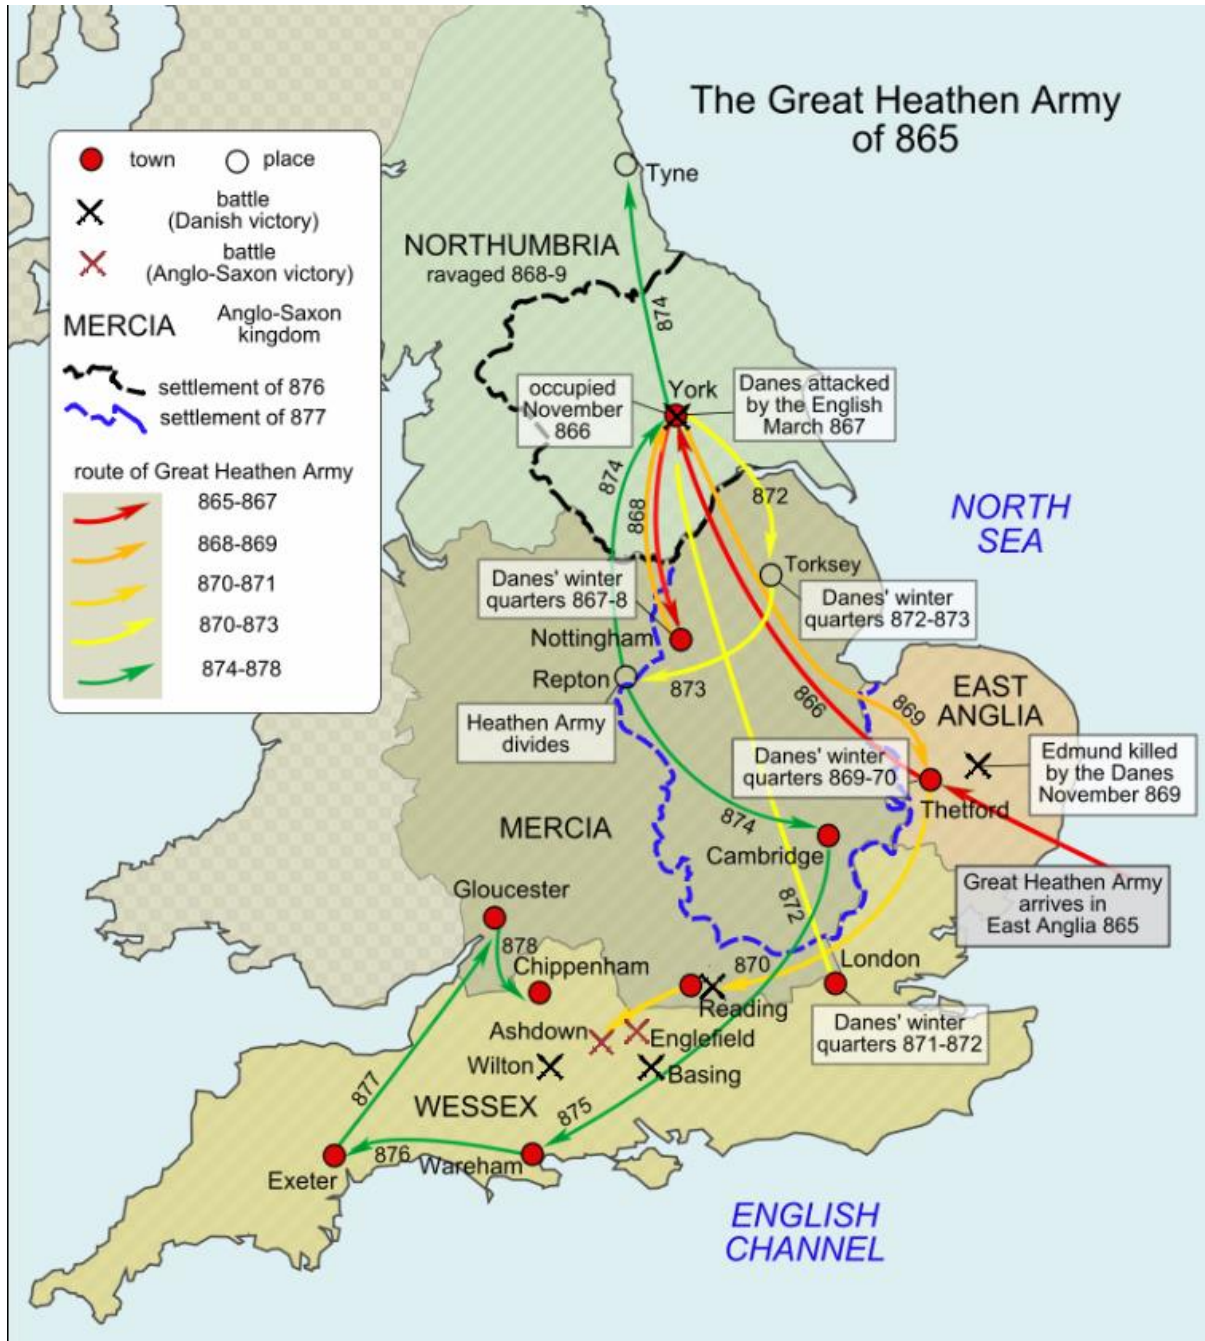 The Great Heathen Army
of 865
town
place
battle
(Danish victory)
battle
(Anglo-Saxon victory)
MERCIA
Anglo-Saxon
kingdom
settlement of 876
settlement of 877
route of Great Heathen Army
865-867
868-869
870-871
870-873
874-878
Tyne
NORTHUMBRIA
ravaged 868-9
874
occupied
November
866
York
Danes attacked
by the English
March 867
874
868
872
NORTH
SEA
Danes' winter
quarters 867-8
Torksey
Danes' winter
quarters 872-873
Nottingham
Repton
873
866
869
EAST
ANGLIA
Heathen Army
divides
Danes' winter
quarters 869-70
Edmund killed
by the Danes
November 869
Thetford
874
MERCIA
Cambridge
Great Heathen Army
arrives in
East Anglia 865
Gloucester
872
878
Chippenham
870
London
Reading
Ashdown
Englefield
Danes' winter
quarters 871-872
Wilton
Basing
877
WESSEX
875
876
Wareham
Exeter
ENGLISH
CHANNEL